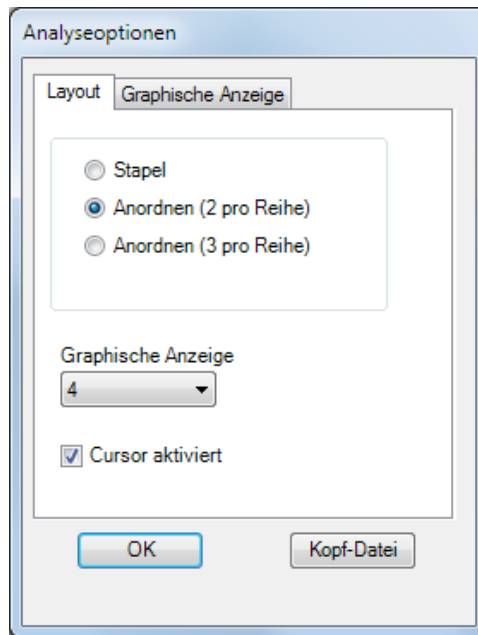 Analyseoptionen
Layout Graphische Anzeige
Stapel
Anordnen (2 pro Reihe)
Anordnen (3 pro Reihe)
Graphische Anzeige
4
Cursor aktiviert
OK Kopf-Datei